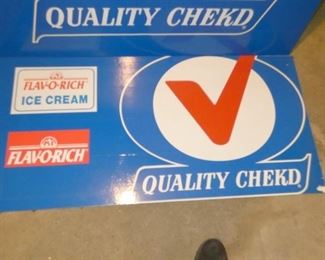 QUALITY CHEKD
FLAV-O-RICH
ICE CREAM
FLAV-O-RICH
QUALITY CHEKD